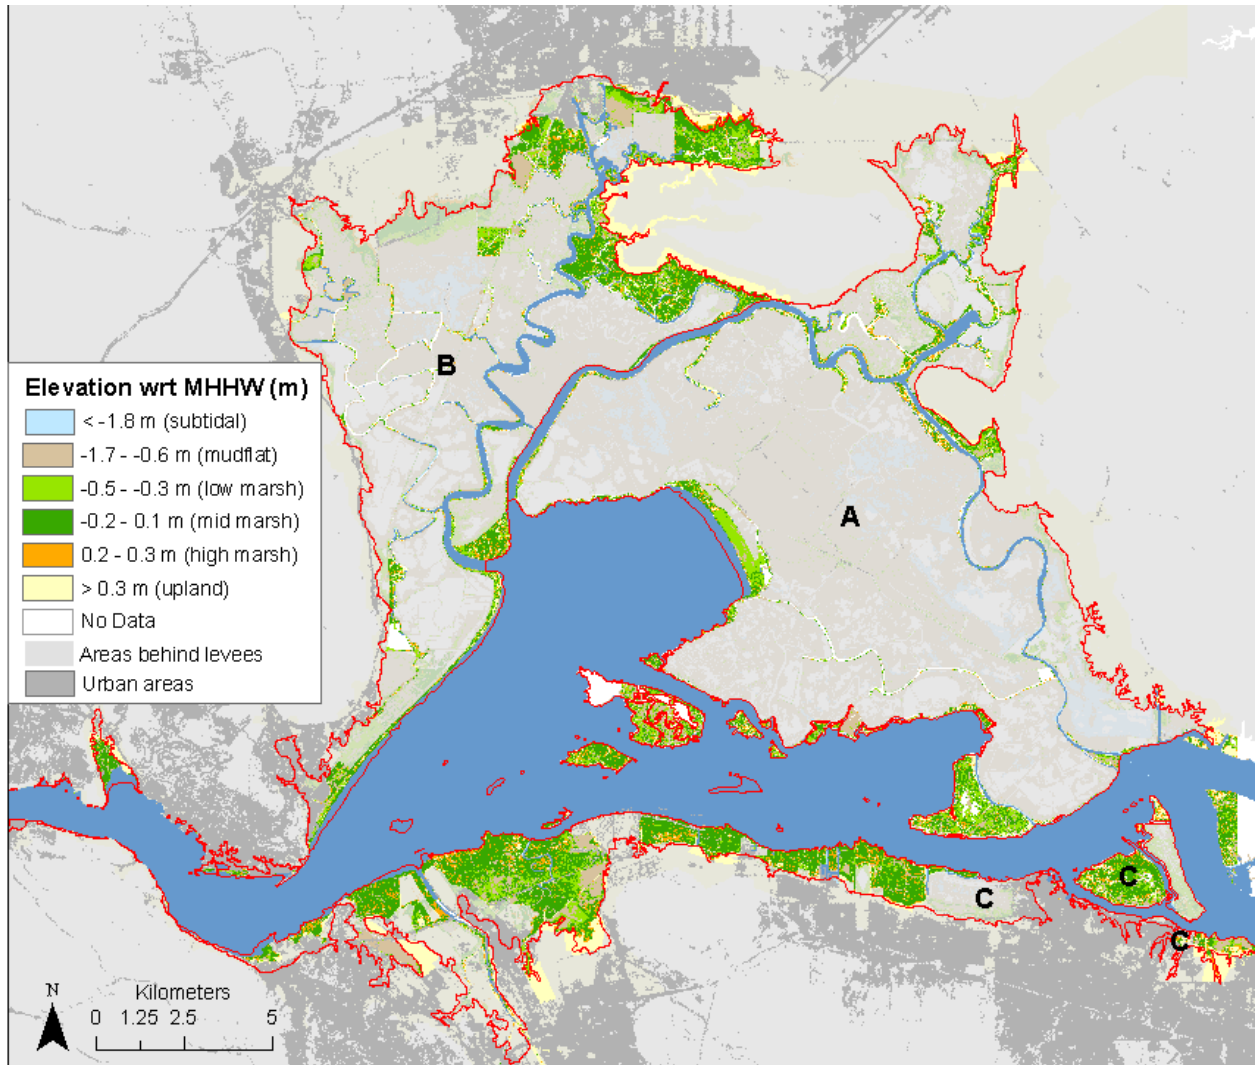 B
A
Elevation wrt MHHW (m)
< -1.8 m (subtidal)
-1.7 - -0.6 m (mudflat)
-0.5 - -0.3 m (low marsh)
-0.2 - 0.1 m (mid marsh)
0.2 - 0.3 m (high marsh)
> 0.3 m (upland)
No Data
Areas behind levees
Urban areas
C
C
C
N
Kilometers
0 1.25 2.5 5